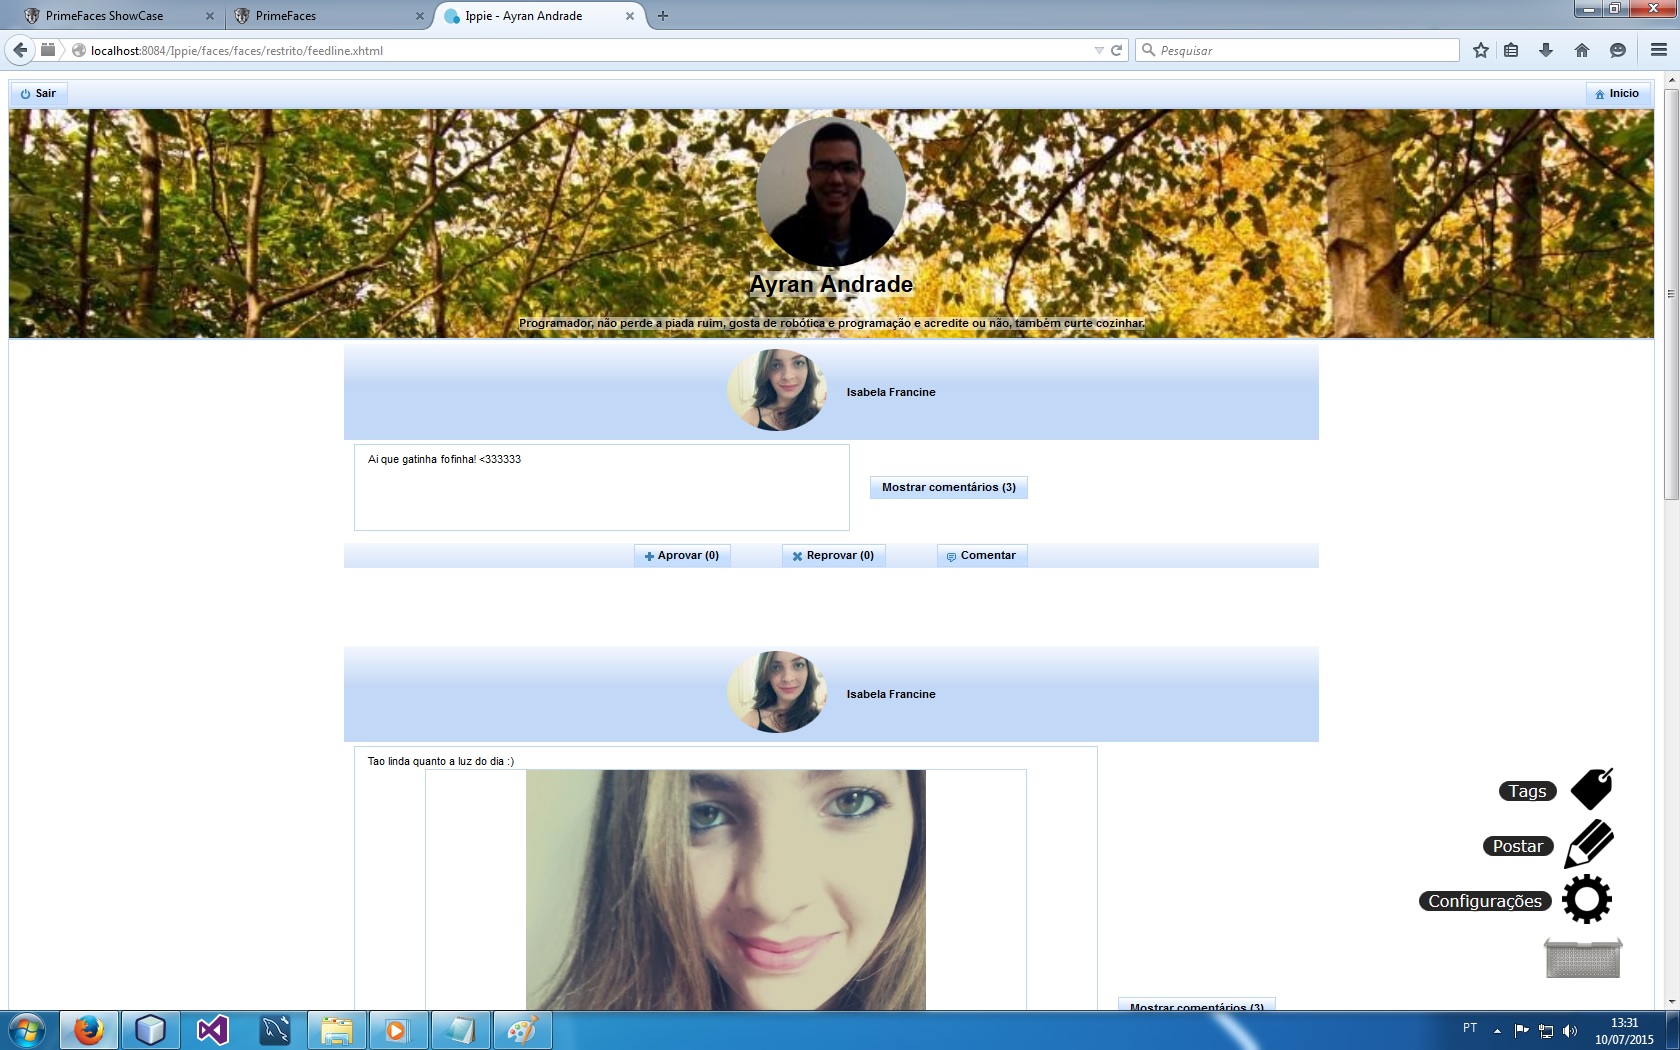 PrimeFaces ShowCase
PrimeFaces
Ippie - Ayran Andrade
localhost:8084/Ippie/faces/faces/restrito/feedline.xhtml
Pesquisar
Sair
Inicio
Ayran Andrade
Programador, não perde a piada ruim, gosta de robótica e programação e acredite ou não, também curte cozinhar.
Isabela Francine
Ai que gatinha fofinha! <333333
Mostrar comentários (3)
Aprovar (0)
Reprovar (0)
Comentar
Isabela Francine
Tao linda quanto a luz do dia :)
Tags
Postar
Configurações
Mostrar comentários (3)
PT
13:31
10/07/2015